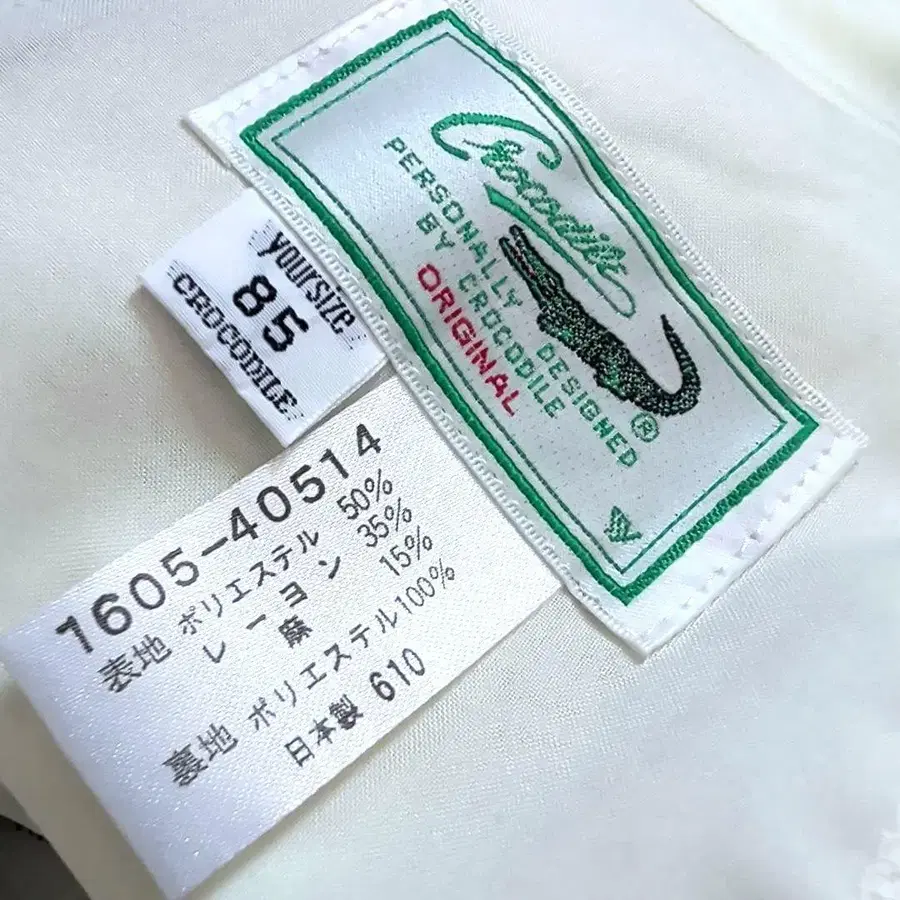 Crocodile
®
PERSONALLY DESIGNED
BY CROCODILE
ORIGINAL
yoursize
85
CROCODILE
1605-40514
表地 ポリエステル 50%
レーヨン 35%
麻 15%
裏地 ポリエステル100%
日本製 610